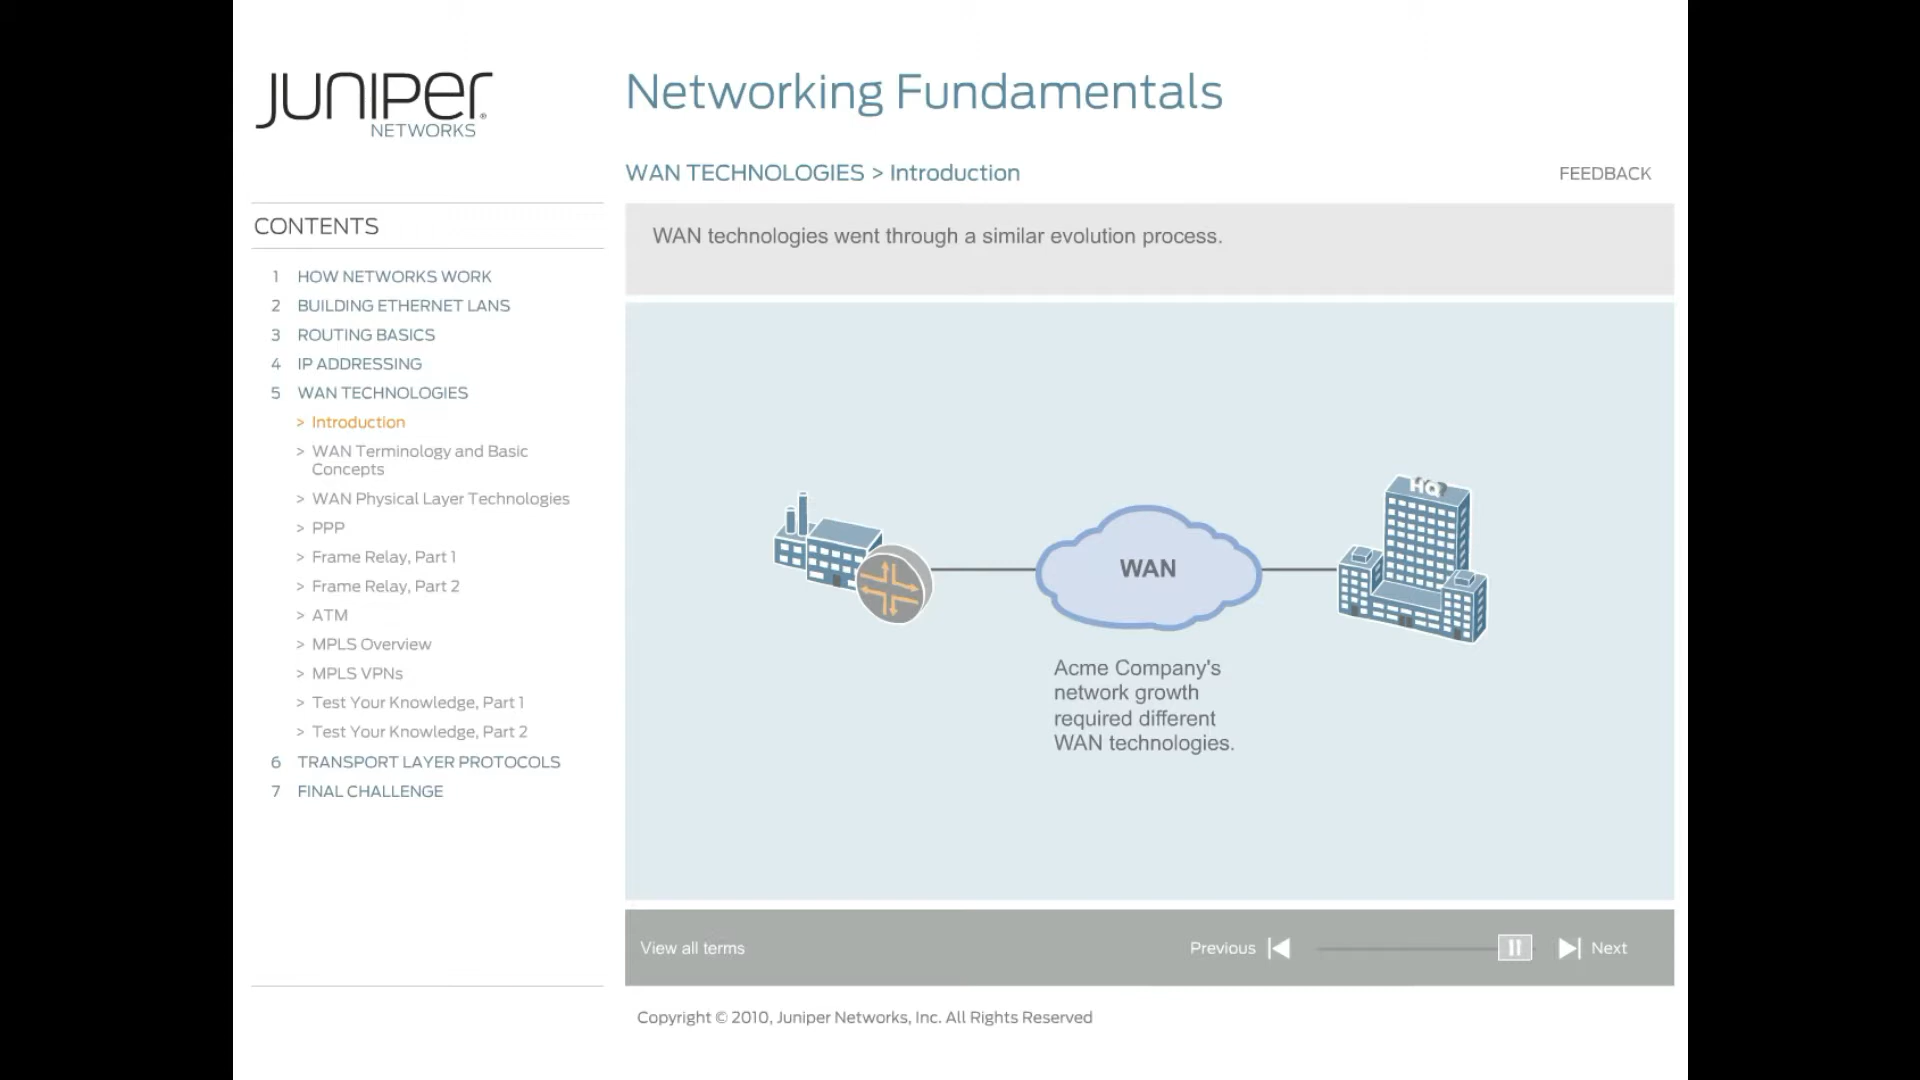 JUNIPER
NETWORKS
Networking Fundamentals
WAN TECHNOLOGIES > Introduction
FEEDBACK
CONTENTS
1 HOW NETWORKS WORK
2 BUILDING ETHERNET LANS
3 ROUTING BASICS
4 IP ADDRESSING
5 WAN TECHNOLOGIES
> Introduction
> WAN Terminology and Basic
Concepts
> WAN Physical Layer Technologies
> PPP
> Frame Relay, Part 1
> Frame Relay, Part 2
> ATM
> MPLS Overview
> MPLS VPNs
> Test Your Knowledge, Part 1
> Test Your Knowledge, Part 2
6 TRANSPORT LAYER PROTOCOLS
7 FINAL CHALLENGE
WAN technologies went through a similar evolution process.
HQ
WAN
Acme Company's
network growth
required different
WAN technologies.
View all terms
Previous
Next
Copyright © 2010, Juniper Networks, Inc. All Rights Reserved